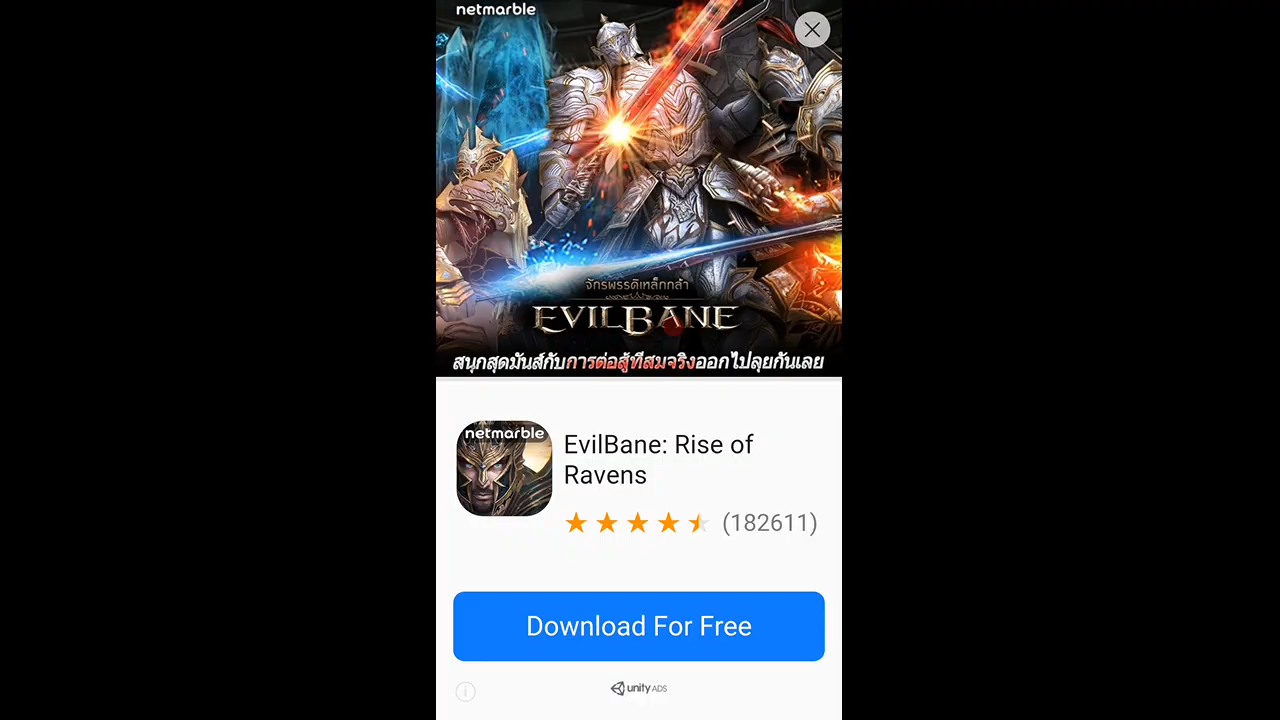 netmarble
จักรพรรดิเหล็กกล้า
EVILBANE
สนุกสุดมันส์กับการต่อสู้ที่สมจริงออกไปลุยกันเลย
netmarble
EvilBane: Rise of
Ravens
(182611)
Download For Free
unity ADS